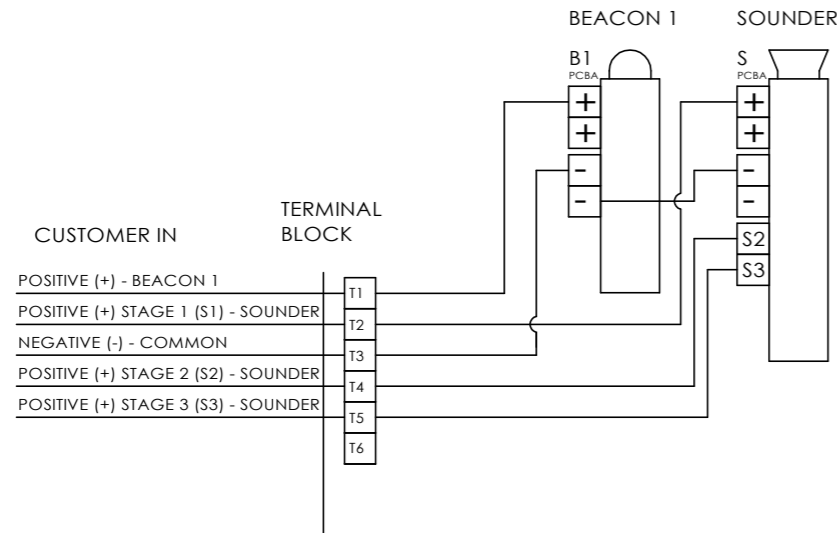 BEACON 1
SOUNDER
B1
PCBA
S
PCBA
+
+
-
-
+
+
-
-
S2
S3
CUSTOMER IN
TERMINAL
BLOCK
POSITIVE (+) - BEACON 1
T1
POSITIVE (+) STAGE 1 (S1) - SOUNDER
T2
NEGATIVE (-) - COMMON
T3
POSITIVE (+) STAGE 2 (S2) - SOUNDER
T4
POSITIVE (+) STAGE 3 (S3) - SOUNDER
T5
T6